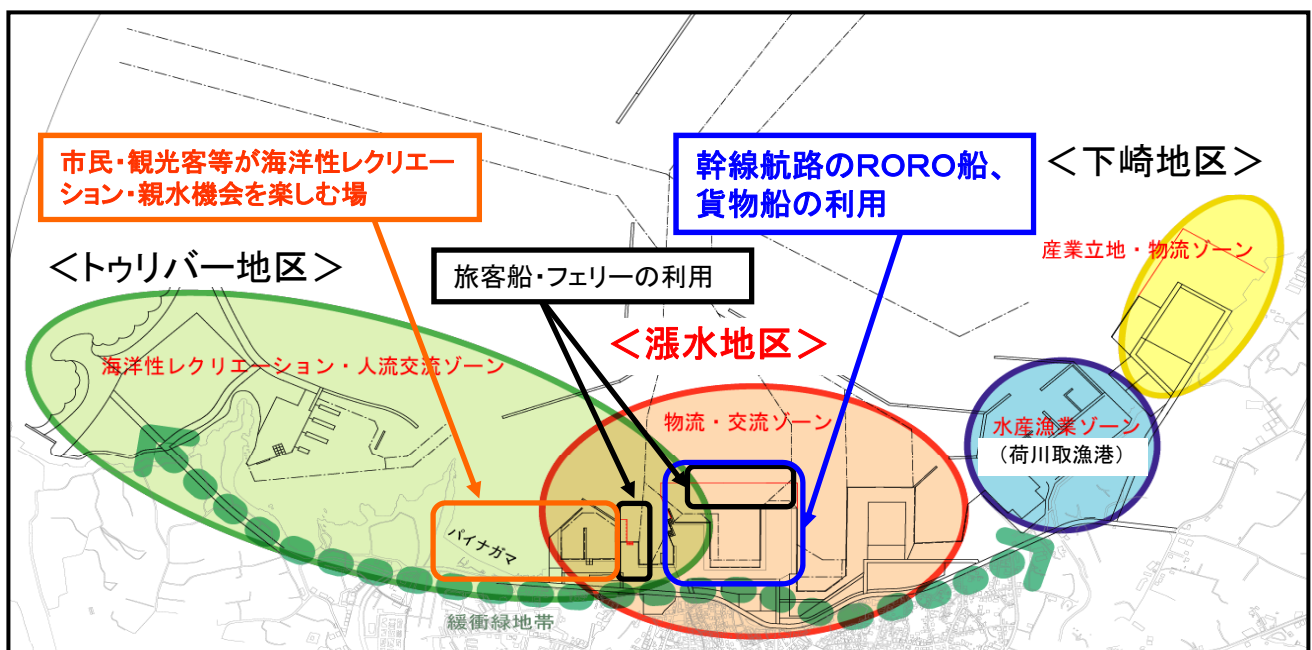 市民・観光客等が海洋性レクリエー
ション・親水機会を楽しむ場
幹線航路のRORO船、
貨物船の利用
＜下崎地区＞
産業立地・物流ゾーン
＜トゥリバー地区＞
旅客船・フェリーの利用
＜漲水地区＞
海洋性レクリエーション・人流交流ゾーン
物流・交流ゾーン
水産漁業ゾーン
（荷川取漁港）
パイナガマ
緩衝緑地帯